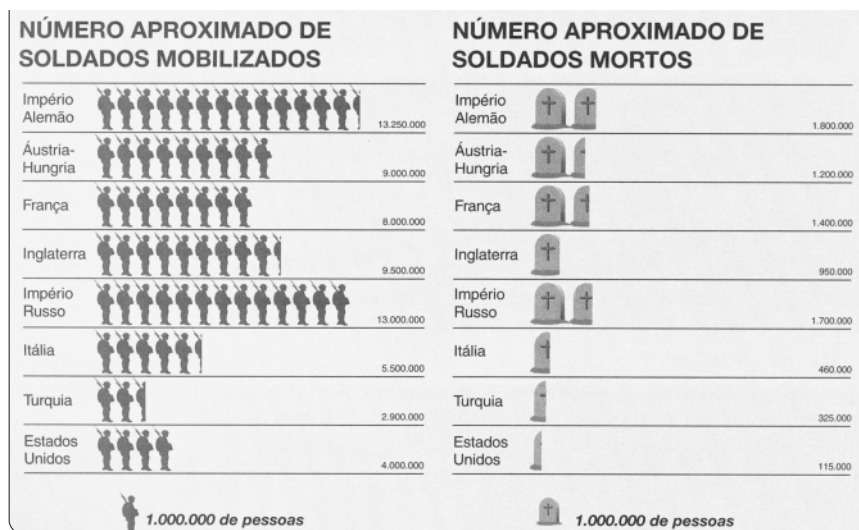 NÚMERO APROXIMADO DE
SOLDADOS MOBILIZADOS
Império
Alemão
13.250.000
Áustria-
Hungria
9.000.000
França
8.000.000
Inglaterra
9.500.000
Império
Russo
13.000.000
Itália
5.500.000
Turquia
2.900.000
Estados
Unidos
4.000.000
1.000.000 de pessoas
NÚMERO APROXIMADO DE
SOLDADOS MORTOS
Império
Alemão
1.800.000
Áustria-
Hungria
1.200.000
França
1.400.000
Inglaterra
950.000
Império
Russo
1.700.000
Itália
460.000
Turquia
325.000
Estados
Unidos
115.000
1.000.000 de pessoas